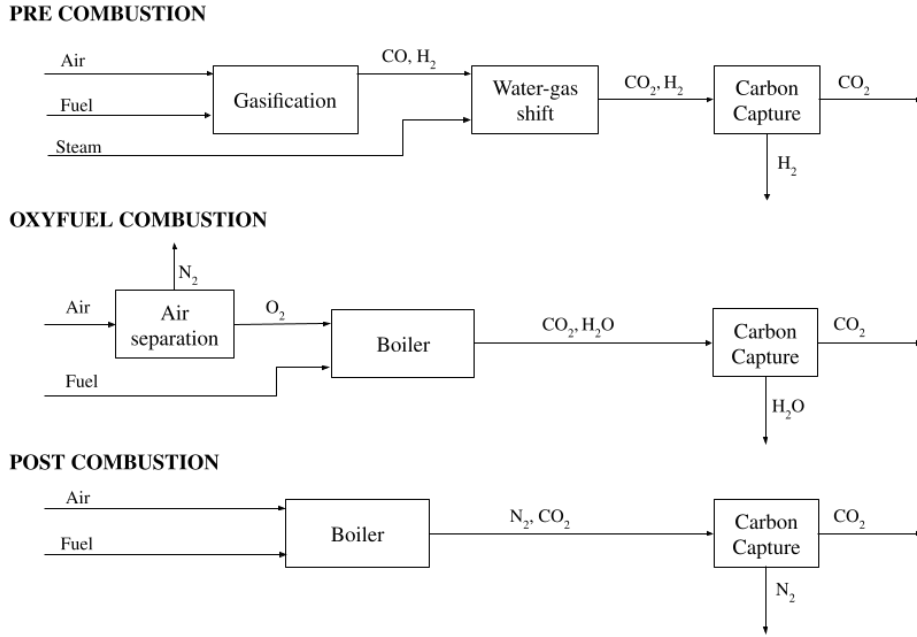 PRE COMBUSTION
Air
CO, H₂
Fuel
Gasification
Steam
Water-gas
shift
CO₂, H₂
Carbon
Capture
CO₂
H₂
OXYFUEL COMBUSTION
N₂
Air
Air
separation
O₂
Fuel
Boiler
CO₂, H₂O
Carbon
Capture
CO₂
H₂O
POST COMBUSTION
Air
Fuel
Boiler
N₂, CO₂
Carbon
Capture
CO₂
N₂